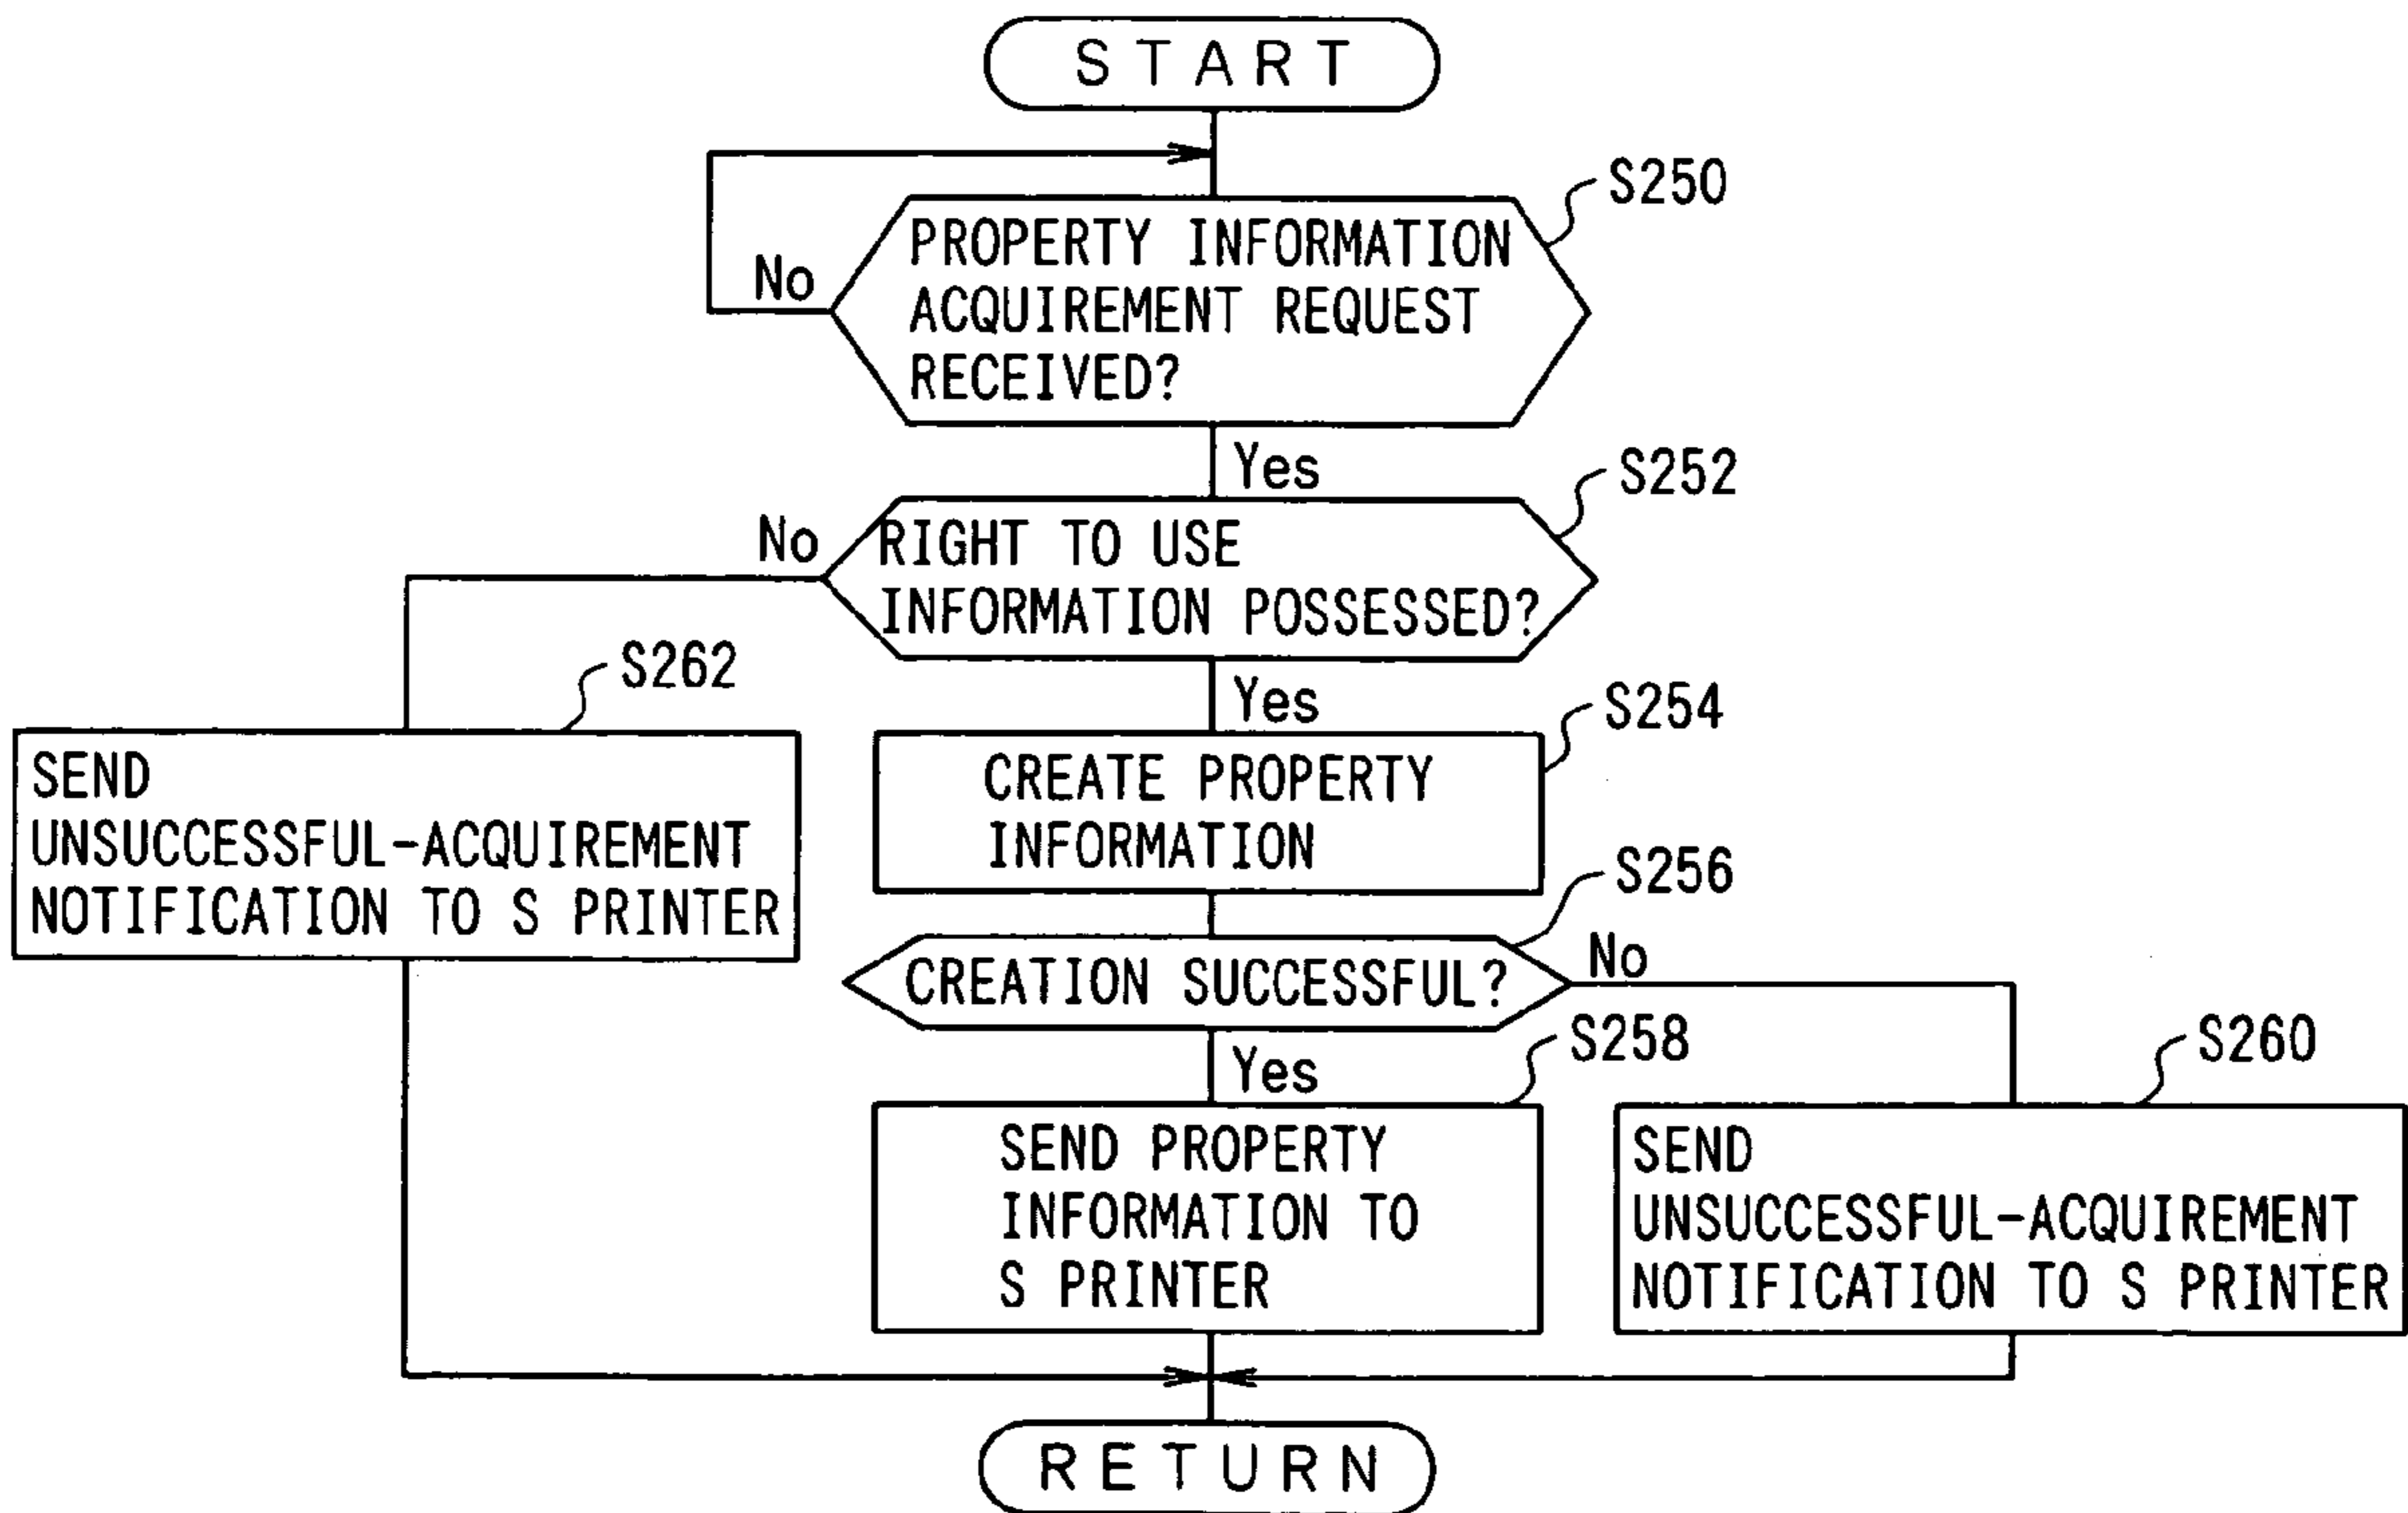 START
S250
PROPERTY INFORMATION
ACQUIREMENT REQUEST
RECEIVED?
No
Yes
S252
RIGHT TO USE
INFORMATION POSSESSED?
No
Yes
S262
SEND
UNSUCCESSFUL-ACQUIREMENT
NOTIFICATION TO S PRINTER
S254
CREATE PROPERTY
INFORMATION
S256
CREATION SUCCESSFUL?
No
Yes
S258
SEND PROPERTY
INFORMATION TO
S PRINTER
S260
SEND
UNSUCCESSFUL-ACQUIREMENT
NOTIFICATION TO S PRINTER
RETURN